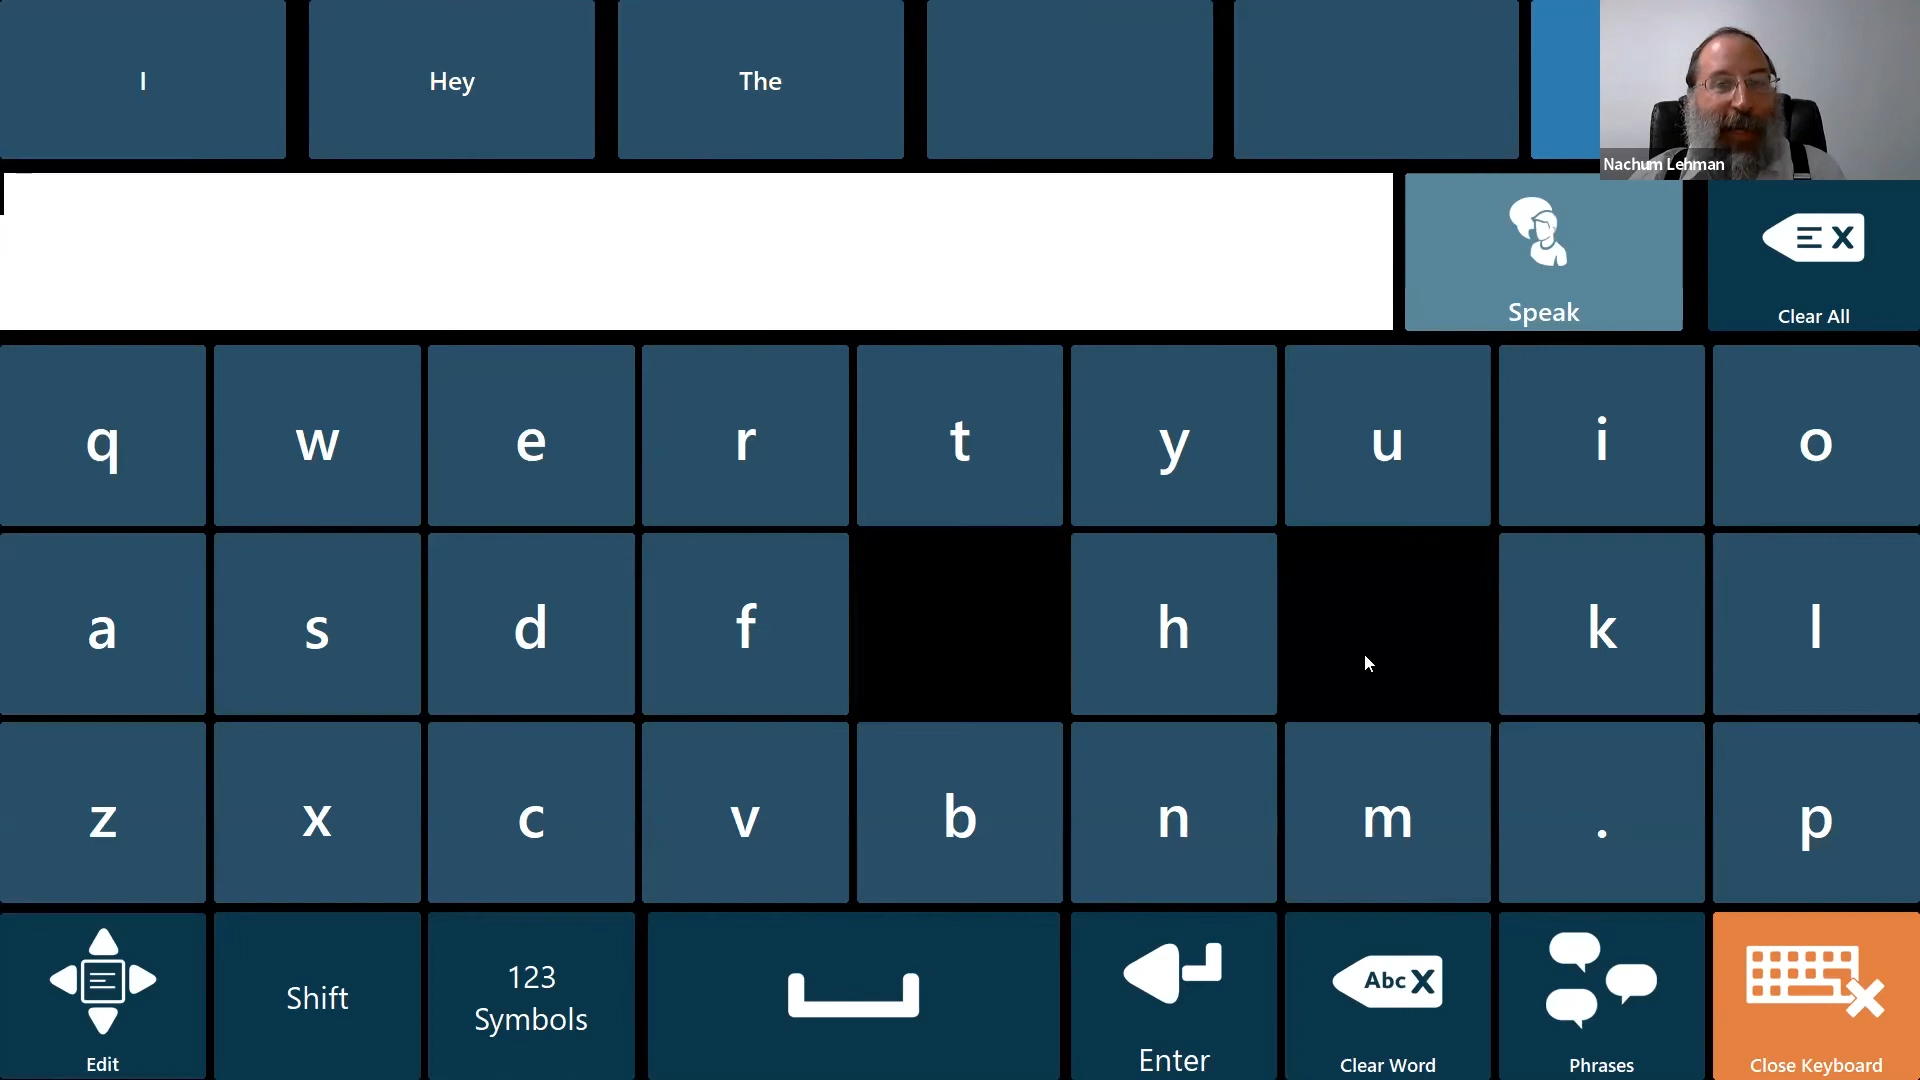 I
Hey
The
Nachum Lehman
Speak
Clear All
q w e r t y u i o
a s d f h k l
z x c v b n m . p
Edit
Shift
123
Symbols
Enter
Abc X
Clear Word
Phrases
Close Keyboard